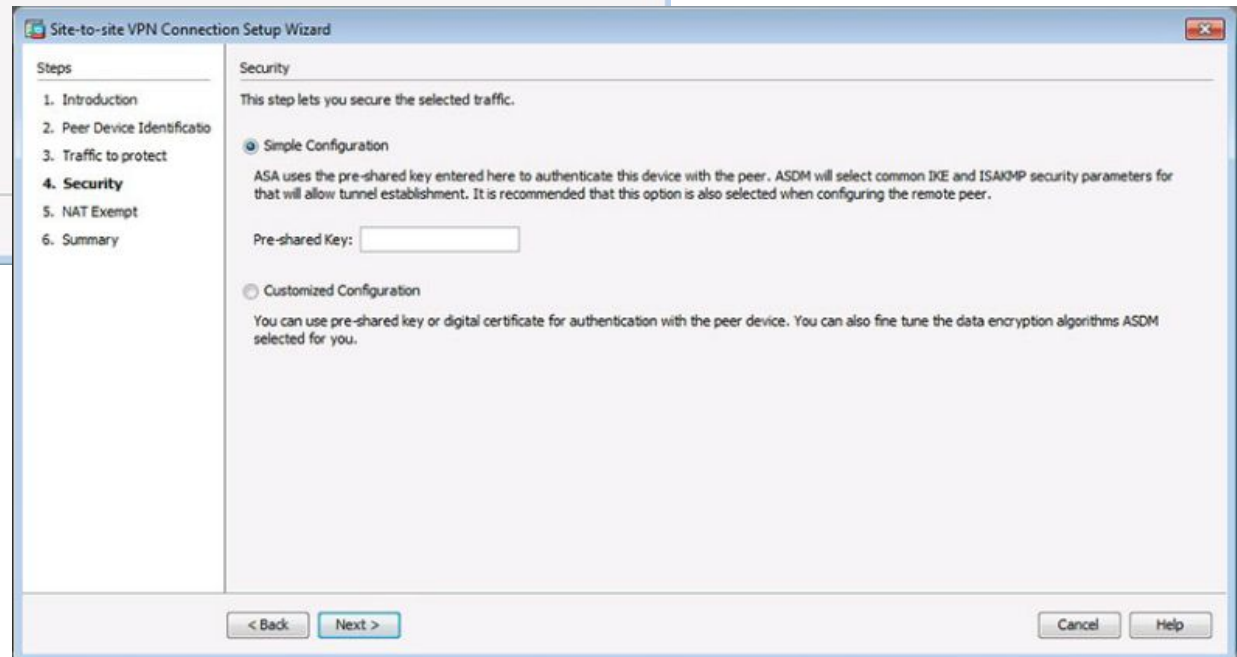 Site-to-site VPN Connection Setup Wizard
Steps
1. Introduction
2. Peer Device Identificatio
3. Traffic to protect
4. Security
5. NAT Exempt
6. Summary
Security
This step lets you secure the selected traffic.
Simple Configuration
ASA uses the pre-shared key entered here to authenticate this device with the peer. ASDM will select common IKE and ISAKMP security parameters for
that will allow tunnel establishment. It is recommended that this option is also selected when configuring the remote peer.
Pre-shared Key:
Customized Configuration
You can use pre-shared key or digital certificate for authentication with the peer device. You can also fine tune the data encryption algorithms ASDM
selected for you.
< Back Next > Cancel Help